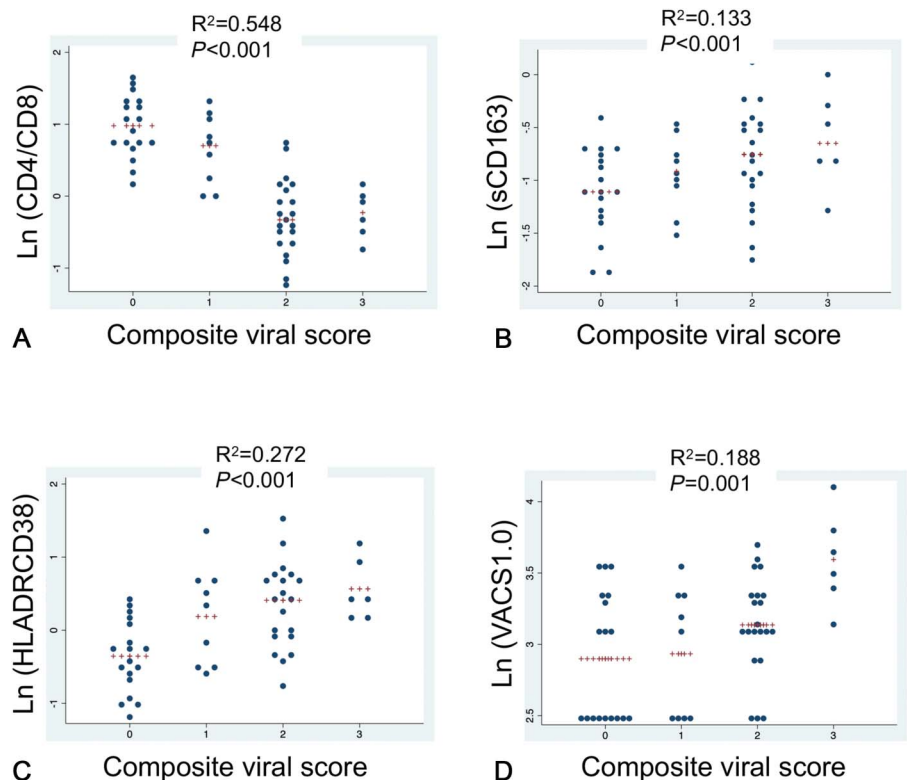 R²=0.548
P<0.001
Ln (CD4/CD8)
2
1
0
-1
0 1 2 3
A Composite viral score
R²=0.133
P<0.001
Ln (sCD163)
0
-.5
-1
-1.5
-2
0 1 2 3
B Composite viral score
R²=0.272
P<0.001
Ln (HLADRCD38)
2
1
0
-1
0 1 2 3
C Composite viral score
R²=0.188
P=0.001
Ln (VACS1.0)
4
3.5
3
2.5
0 1 2 3
D Composite viral score